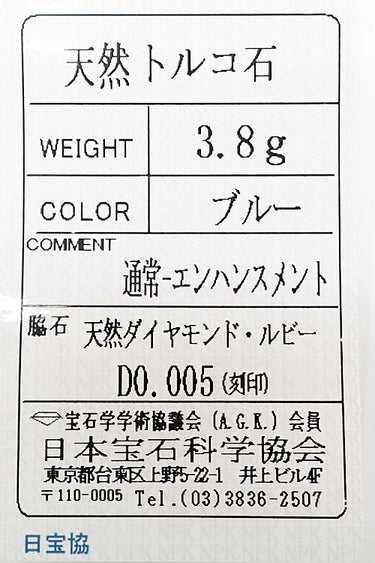 天然トルコ石
WEIGHT 3.8g
COLOR ブルー
COMMENT
通常-エンハンスメント
脇石 天然ダイヤモンド・ルビー
D0.005(刻印)
宝石学学術協議会(A.G.K.)会員
日本宝石科学協会
東京都台東区上野5-22-1 井上ビル4F
〒110-0005 Tel.(03)3836-2507
日宝協